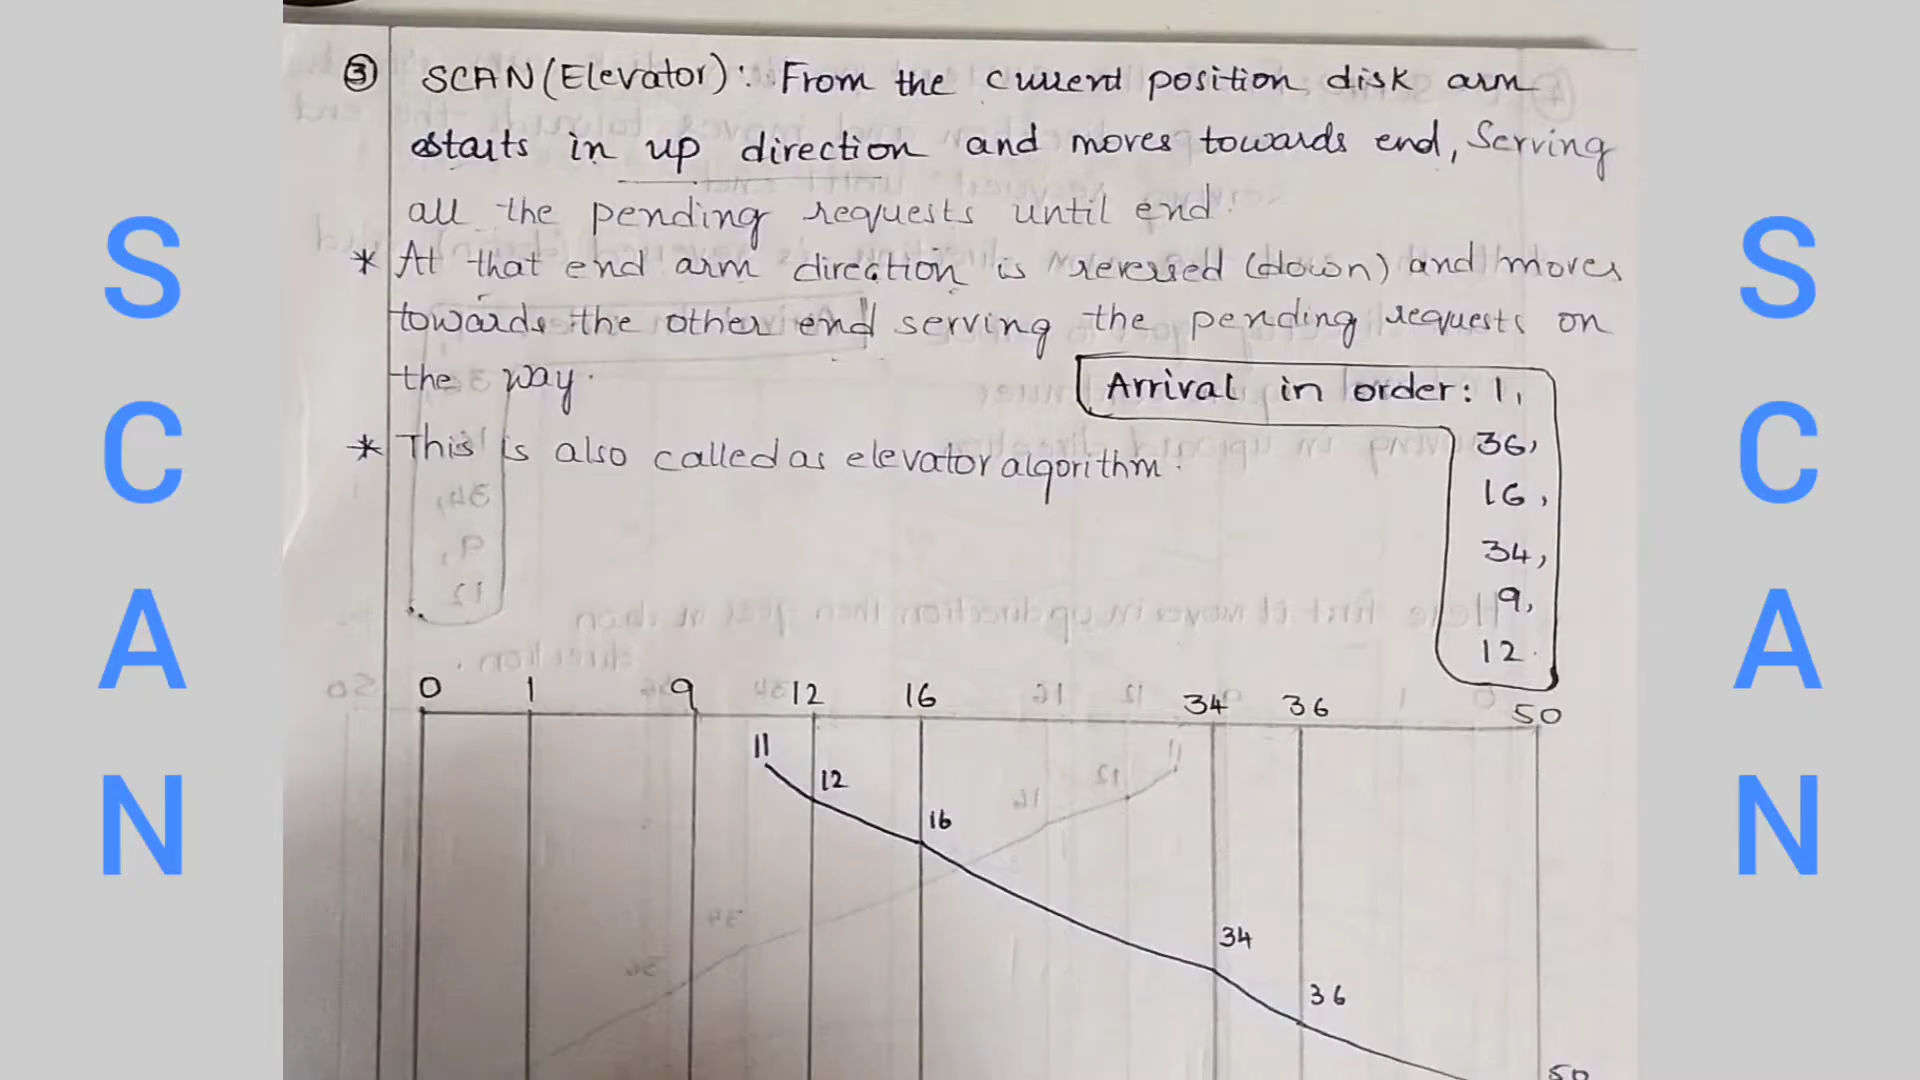 S
C
A
N
③ SCAN (Elevator): From the current position disk arm
starts in up direction and moves towards end, Serving
all the pending requests until end.
* At that end arm direction is reversed (down) and moves
towards the other end serving the pending requests on
the way.
Arrival in order: 1,
36,
16,
34,
9,
12.
* This is also called as elevator algorithm.
0 1 9 12 16 34 36 50
11
12
16
34
36
50
S
C
A
N